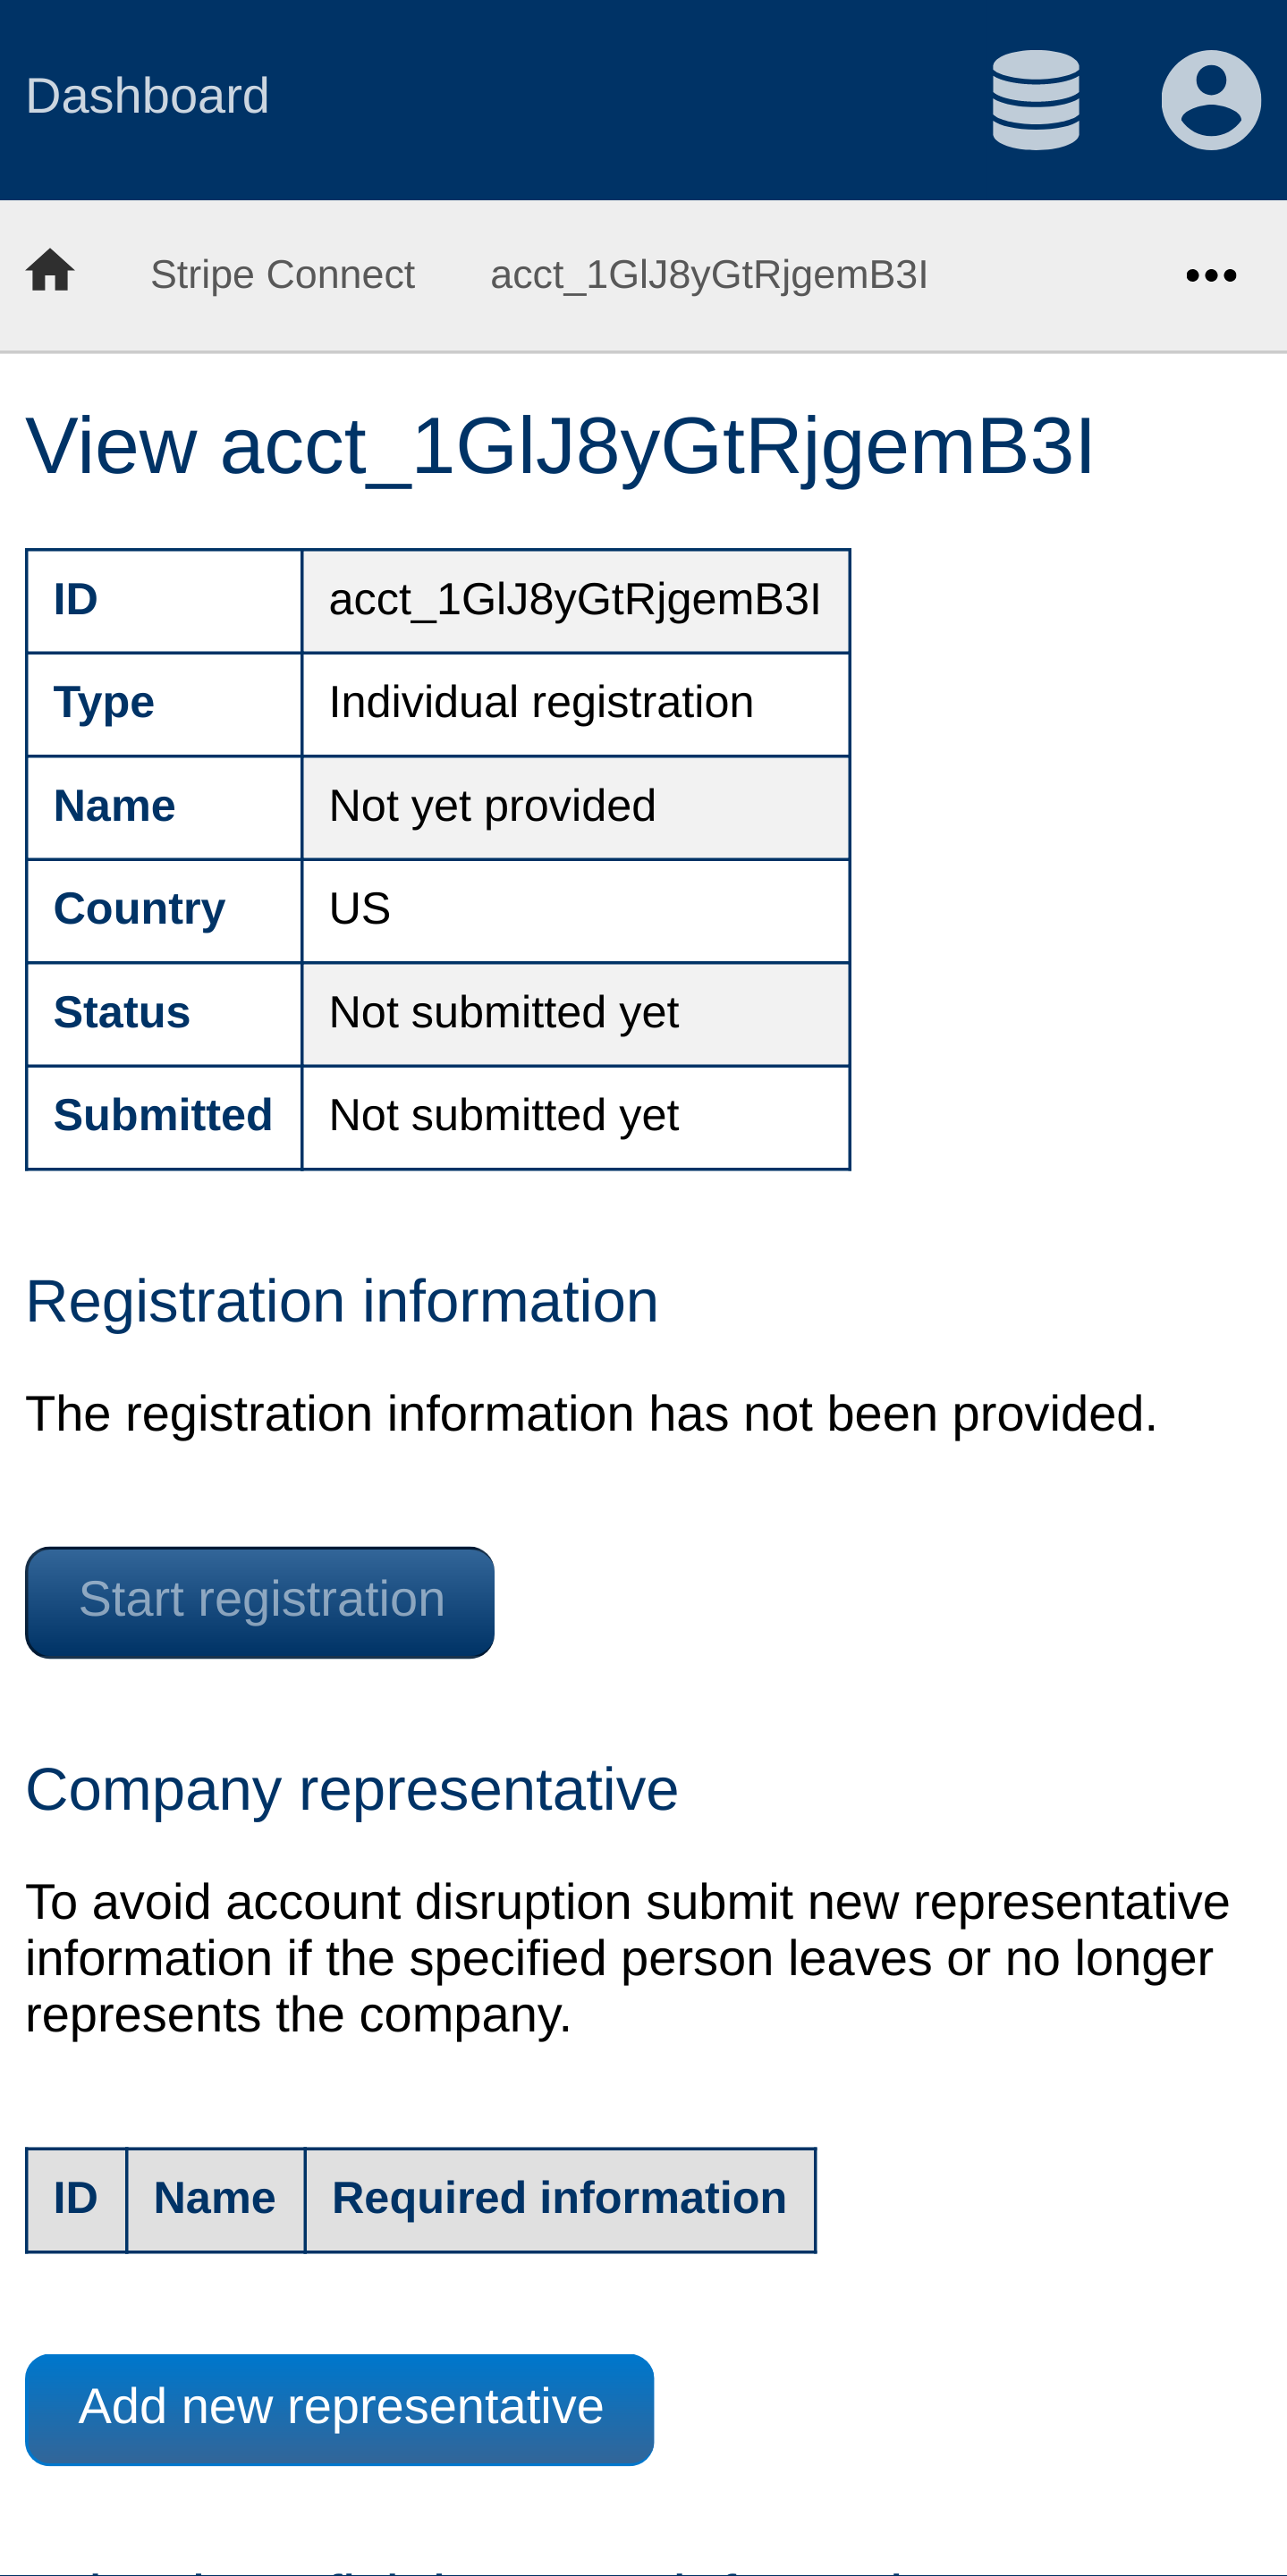 Dashboard
Stripe Connect acct_1GlJ8yGtRjgemB3I
View acct_1GlJ8yGtRjgemB3I
ID acct_1GlJ8yGtRjgemB3I
Type Individual registration
Name Not yet provided
Country US
Status Not submitted yet
Submitted Not submitted yet
Registration information
The registration information has not been provided.
Start registration
Company representative
To avoid account disruption submit new representative
information if the specified person leaves or no longer
represents the company.
ID Name Required information
Add new representative